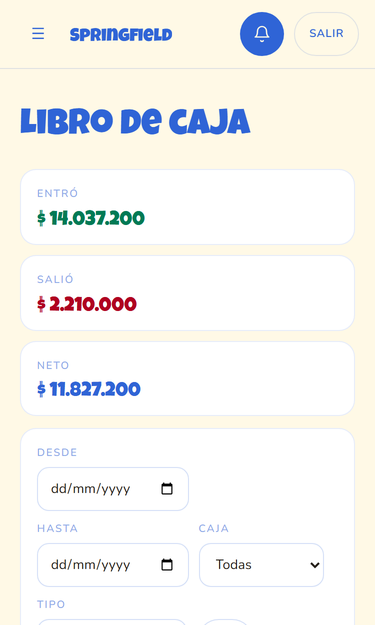 SPRINGFIELD
SALIR
LIBRO DE CAJA
ENTRÓ
$ 14.037.200
SALIÓ
$ 2.210.000
NETO
$ 11.827.200
DESDE
dd/mm/yyyy
HASTA
CAJA
dd/mm/yyyy
Todas
TIPO